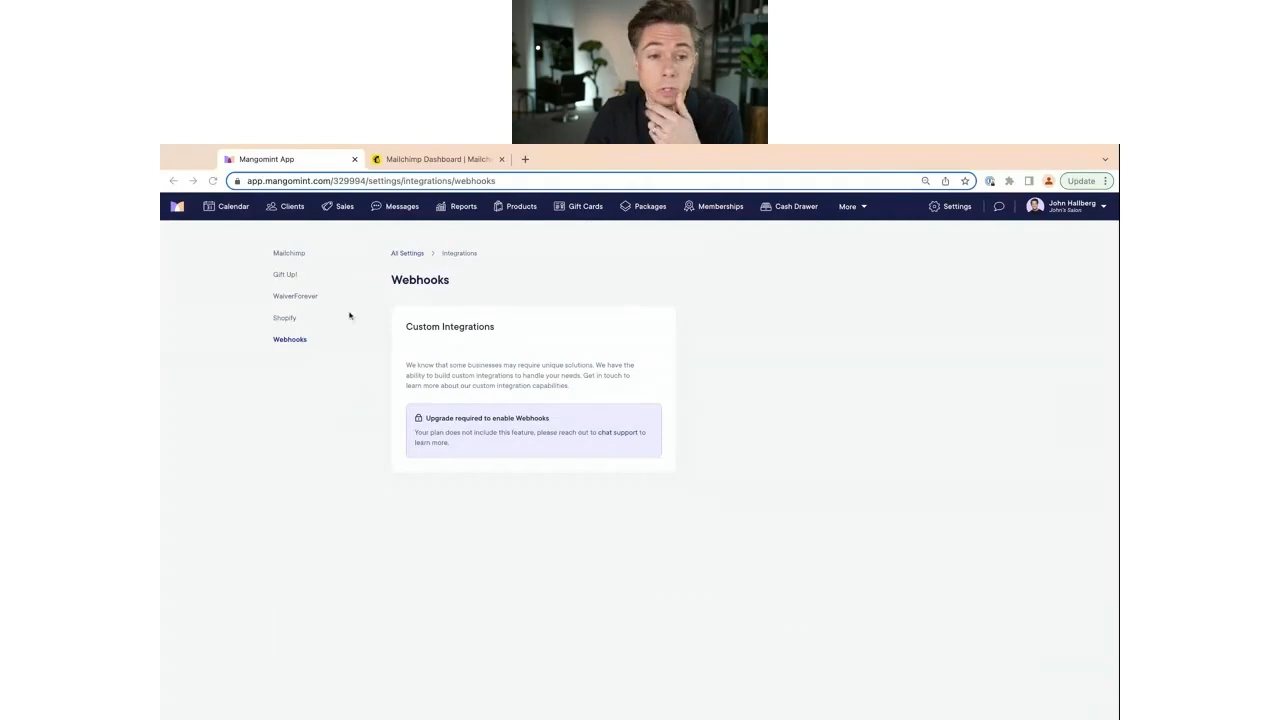 Mangomint App
Mailchimp Dashboard | Mailch
app.mangomint.com/329994/settings/integrations/webhooks
Update
Calendar
Clients
Sales
Messages
Reports
Products
Gift Cards
Packages
Memberships
Cash Drawer
More
Settings
John Hallberg
John's Salon
Mailchimp
Gift Up!
WaiverForever
Shopify
Webhooks
All Settings > Integrations
Webhooks
Custom Integrations
We know that some businesses may require unique solutions. We have the
ability to build custom integrations to handle your needs. Get in touch to
learn more about our custom integration capabilities.
Upgrade required to enable Webhooks
Your plan does not include this feature, please reach out to chat support to
learn more.